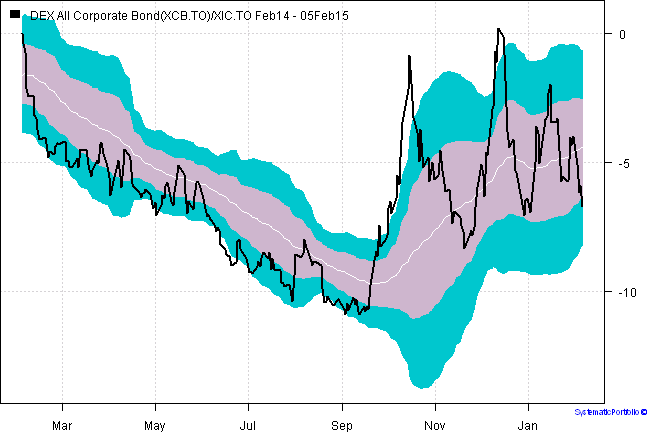 DEX All Corporate Bond(XCB.TO)/XIC.TO Feb14 - 05Feb15
0
-5
-10
Mar May Jul Sep Nov Jan
SystematicPortfolio ©